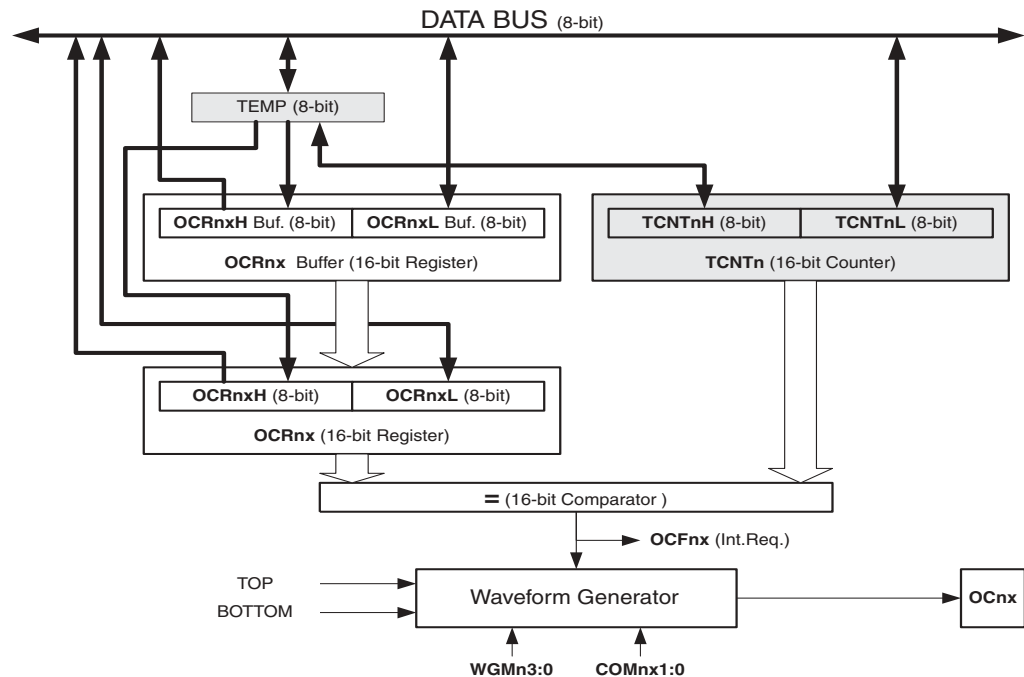 DATA BUS (8-bit)
TEMP (8-bit)
OCRnxH Buf. (8-bit) OCRnxL Buf. (8-bit)
OCRnx Buffer (16-bit Register)
TCNTnH (8-bit) TCNTnL (8-bit)
TCNTn (16-bit Counter)
OCRnxH (8-bit) OCRnxL (8-bit)
OCRnx (16-bit Register)
= (16-bit Comparator )
OCFnx (Int.Req.)
TOP
BOTTOM
Waveform Generator
OCnx
WGMn3:0 COMnx1:0